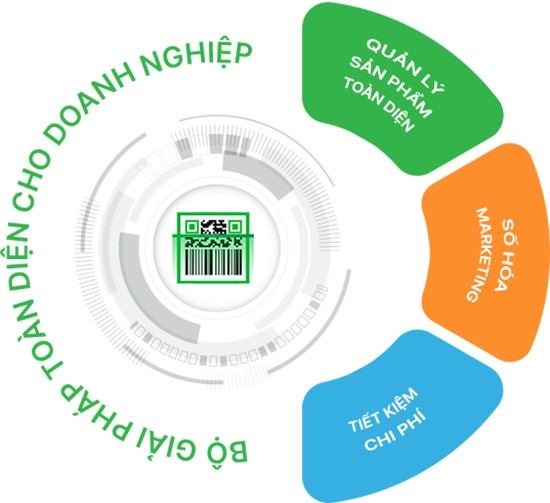 BỘ GIẢI PHÁP TOÀN DIỆN CHO DOANH NGHIỆP
QUẢN LÝ
SẢN PHẨM
TOÀN DIỆN
SỐ HÓA
MARKETING
TIẾT KIỆM
CHI PHÍ